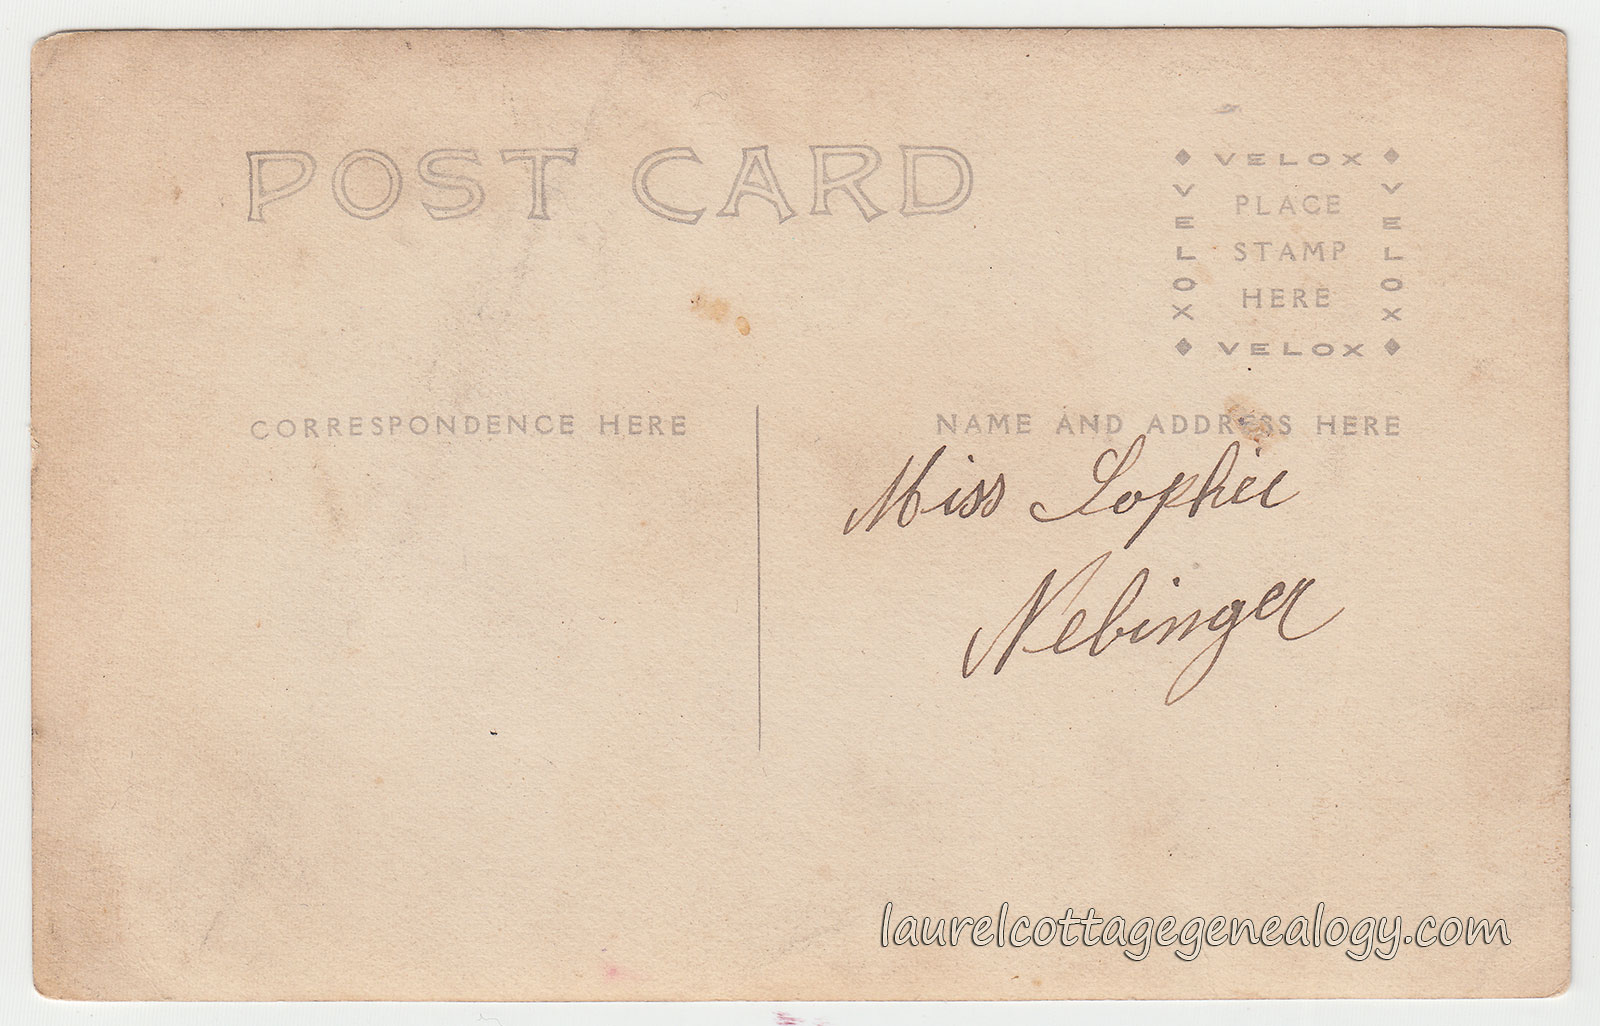 POST CARD
VELOX
VELOX
PLACE
STAMP
HERE
VELOX
VELOX
CORRESPONDENCE HERE
NAME AND ADDRESS HERE
Miss Sophie
Nebinger
laurelcottagegenealogy.com